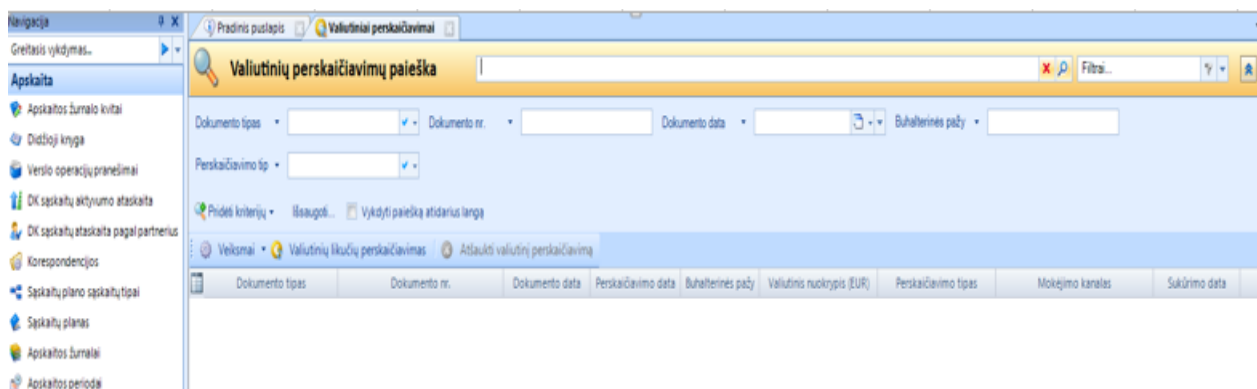 Navigacija
Pradinis puslapis
Valiutiniai perskaičiavimai
Greitasis vykdymas..
Valiutinių perskaičiavimų paieška
Filtrai...
Apskaita
Apskaitos žurnalo kvitai
Didžioji knyga
Verslo operacijų pranešimai
DK sąskaitų aktyvumo ataskaita
DK sąskaitų ataskaita pagal partnerius
Korespondencijos
Sąskaitų plano sąskaitų tipai
Sąskaitų planas
Apskaitos žurnalai
Apskaitos periodai
Dokumento tipas
Dokumento nr.
Dokumento data
Buhalterinės pažy
Perskaičiavimo tip
Pridėti kriterijų
Išsaugoti...
Vykdyti paiešką atidarius langą
Veiksmai
Valiutinių likučių perskaičiavimas
Atšaukti valiutinį perskaičiavimą
Dokumento tipas
Dokumento nr.
Dokumento data
Perskaičiavimo data
Buhalterinės pažy
Valiutinis nuokrypis (EUR)
Perskaičiavimo tipas
Mokėjimo kanalas
Sukūrimo data